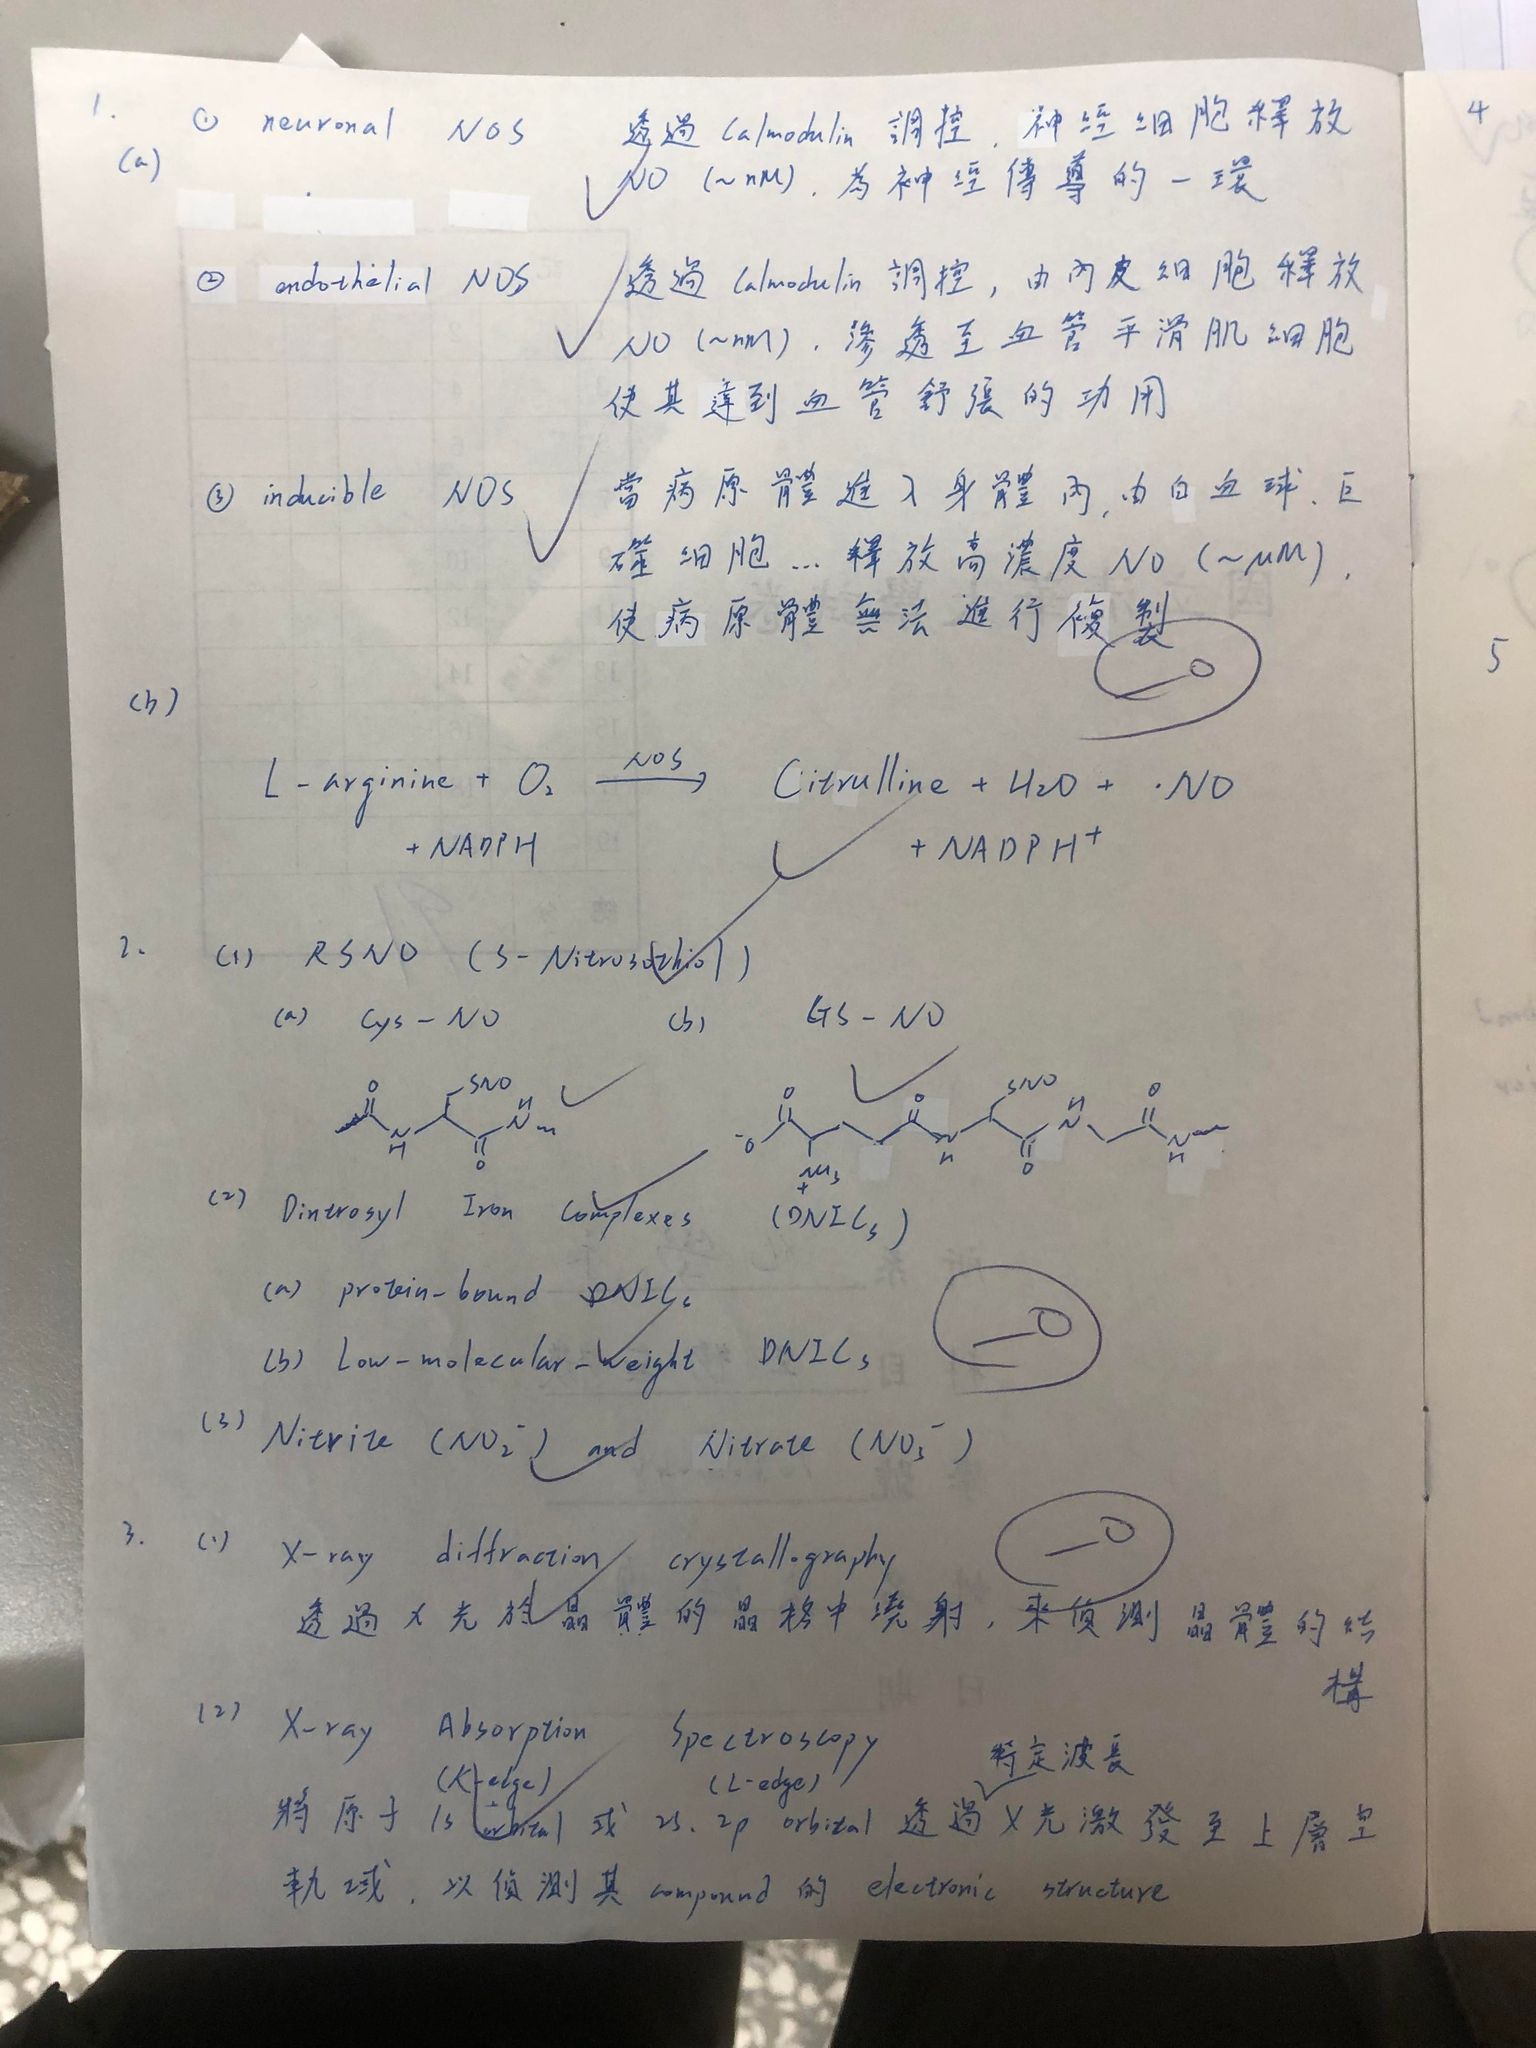 1.
(a)
① neuronal NOS 透過 Calmodulin 調控，神經細胞釋放
NO (~nM)，為神經傳導的一環
② endothelial NOS 透過 Calmodulin 調控，由內皮細胞釋放
NO (~nM)，滲透至血管平滑肌細胞
使其達到血管舒張的功用
③ inducible NOS 當病原體進入身體內，由白血球、巨
噬細胞...釋放高濃度 NO (~μM)，
使病原體無法進行複製
-0
(b)
L-arginine + O₂ NOS → Citrulline + H₂O + ·NO
+ NADPH + NADPH⁺
2. (1) RSNO (S-Nitrosothiol)
(a) Cys-NO (b) GS-NO
O SNO H N N H O
O O SNO H O ⁻O NH₃ + N H O N H
(2) Dintrosyl Iron Complexes (DNICs)
(a) protein-bound DNICs
(b) Low-molecular-weight DNICs
-0
(3) Nitrite (NO₂⁻) and Nitrate (NO₃⁻)
3. (1) X-ray diffraction crystallography
-0
透過X光於晶體的晶格中繞射，來偵測晶體的結
構
(2) X-ray Absorption Spectroscopy
(K-edge) (L-edge) 特定波長
將原子 1s orbital 或 2s. 2p orbital 透過X光激發至上層空
軌域，以偵測其 compound 的 electronic structure
4
5